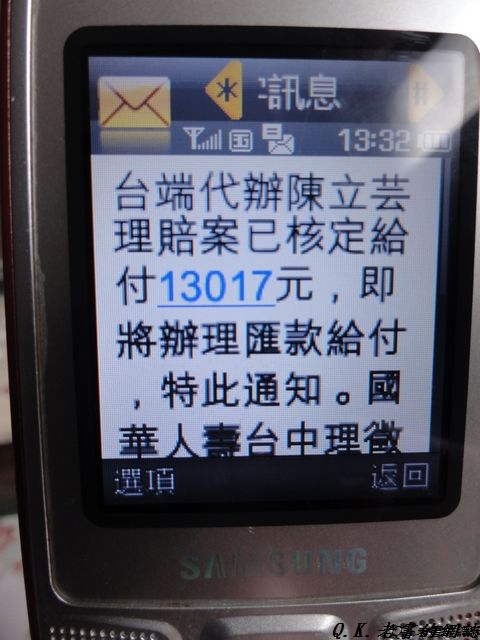 訊息
13:32
台端代辦陳立芸
理賠案已核定給
付13017元，即
將辦理匯款給付
，特此通知。國
華人壽台中理徵
選項 返回
SAMSUNG